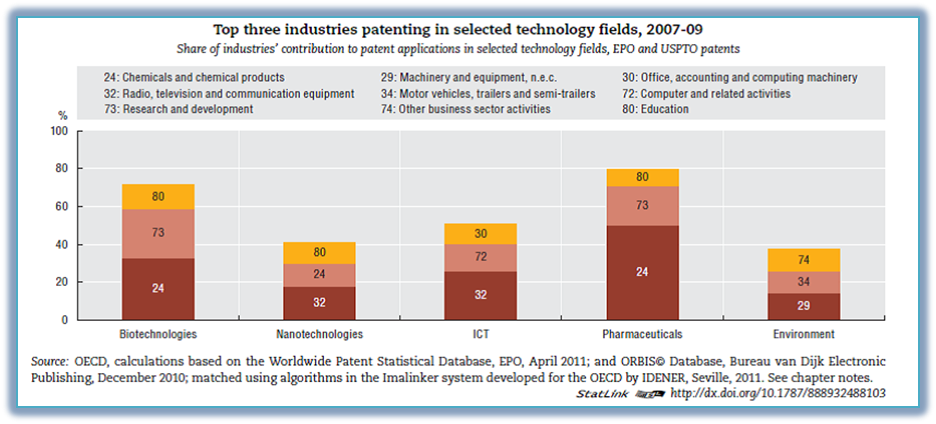 Top three industries patenting in selected technology fields, 2007-09
Share of industries' contribution to patent applications in selected technology fields, EPO and USPTO patents
24: Chemicals and chemical products 29: Machinery and equipment, n.e.c. 30: Office, accounting and computing machinery
32: Radio, television and communication equipment 34: Motor vehicles, trailers and semi-trailers 72: Computer and related activities
73: Research and development 74: Other business sector activities 80: Education
%
100
80
60
40
20
0
80
73
24
80
24
32
30
72
32
80
73
24
74
34
29
Biotechnologies Nanotechnologies ICT Pharmaceuticals Environment
Source: OECD, calculations based on the Worldwide Patent Statistical Database, EPO, April 2011; and ORBIS© Database, Bureau van Dijk Electronic
Publishing, December 2010; matched using algorithms in the Imalinker system developed for the OECD by IDENER, Seville, 2011. See chapter notes.
StatLink http://dx.doi.org/10.1787/888932488103